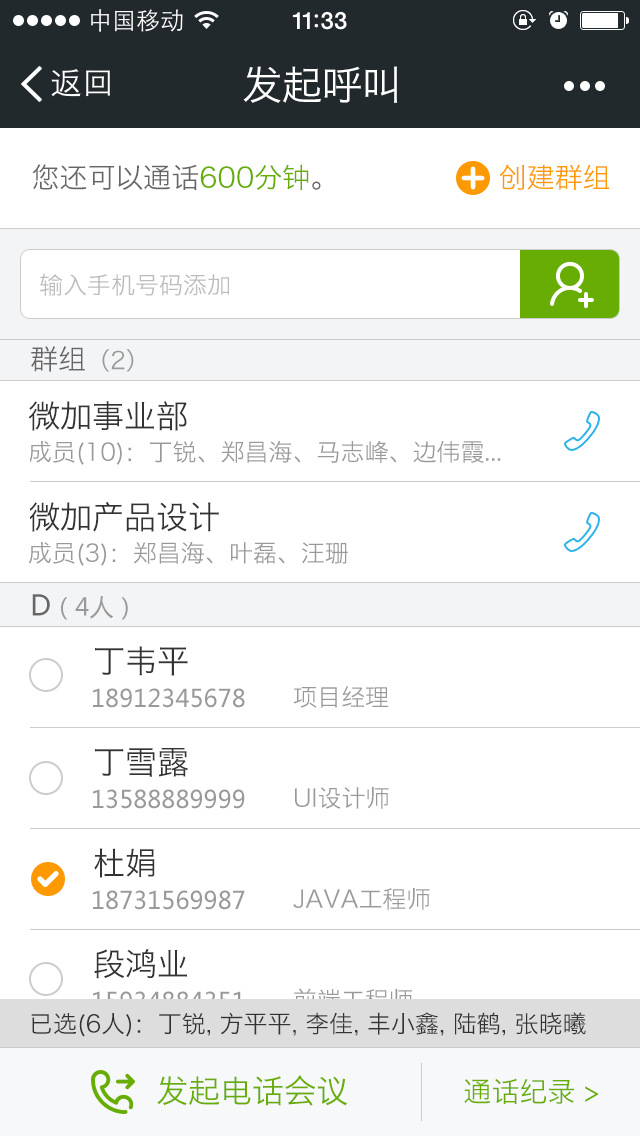 中国移动 11:33
返回 发起呼叫
您还可以通话600分钟。 创建群组
输入手机号码添加
群组（2）
微加事业部
成员(10)：丁锐、郑昌海、马志峰、边伟霞...
微加产品设计
成员(3)：郑昌海、叶磊、汪珊
D ( 4人 )
丁韦平
18912345678 项目经理
丁雪露
13588889999 UI设计师
杜娟
18731569987 JAVA工程师
段鸿业
15934884351 前端工程师
已选(6人)：丁锐, 方平平, 李佳, 丰小鑫, 陆鹤, 张晓曦
发起电话会议 通话纪录 >